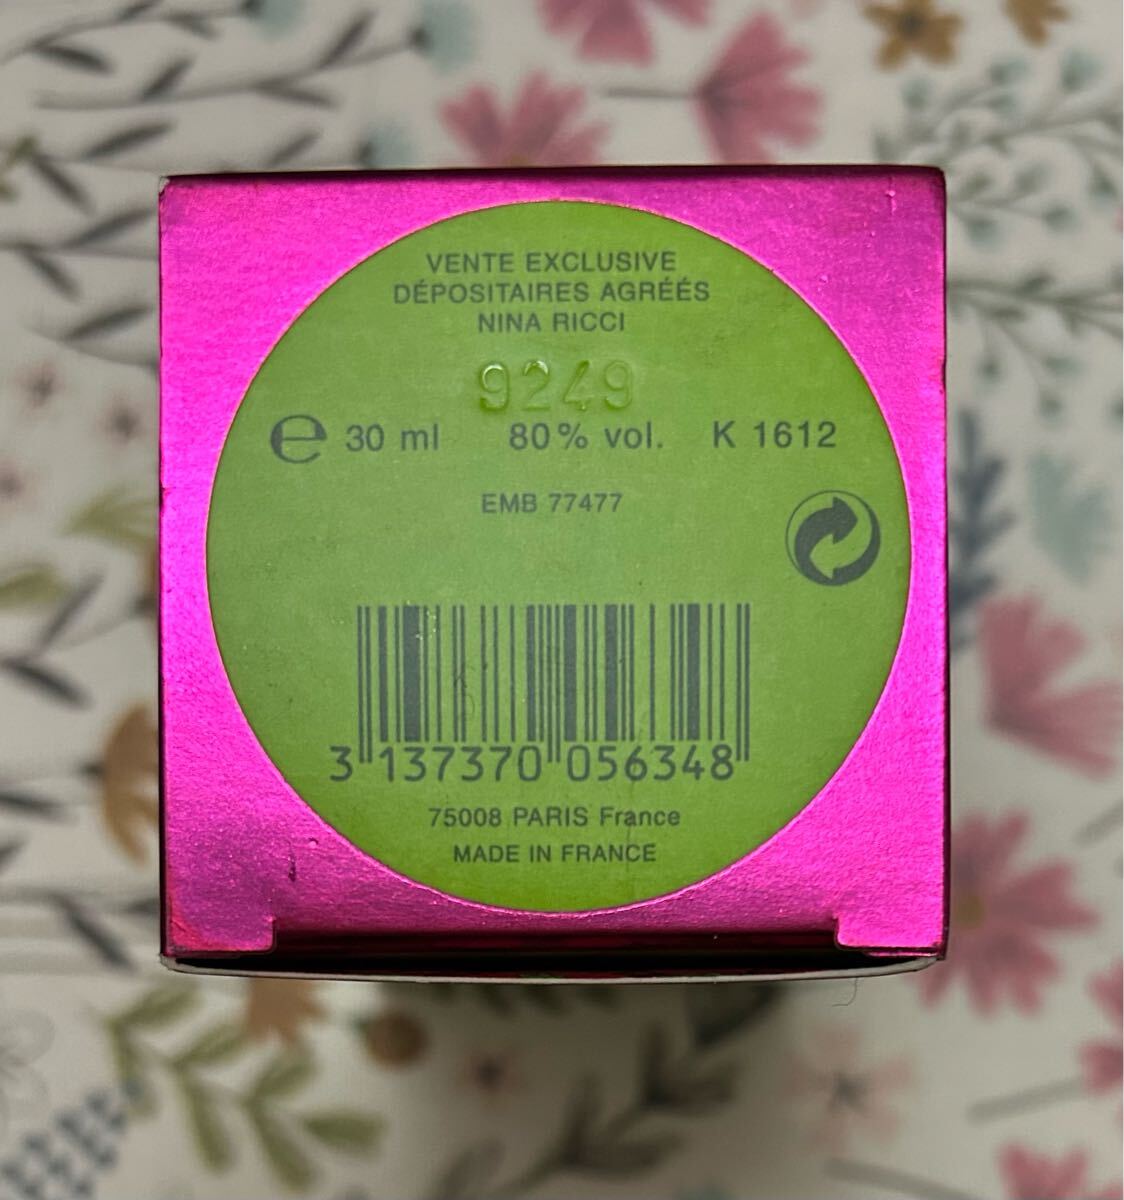 VENTE EXCLUSIVE
DÉPOSITAIRES AGRÉÉS
NINA RICCI
9249
℮ 30 ml 80% vol. K 1612
EMB 77477
3 137370 056348
75008 PARIS France
MADE IN FRANCE